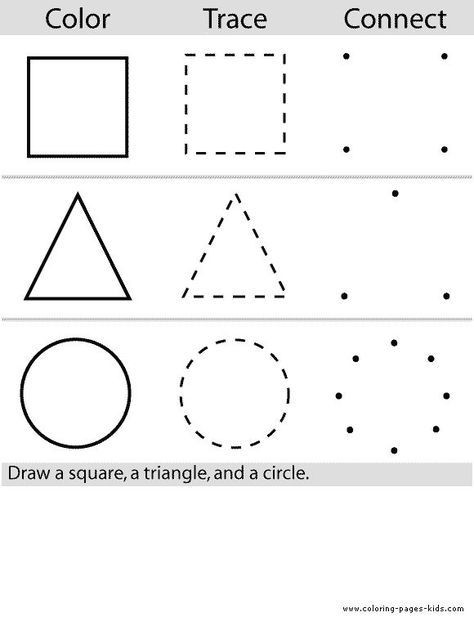 Color Trace Connect
Draw a square, a triangle, and a circle.
www.coloring-pages-kids.com